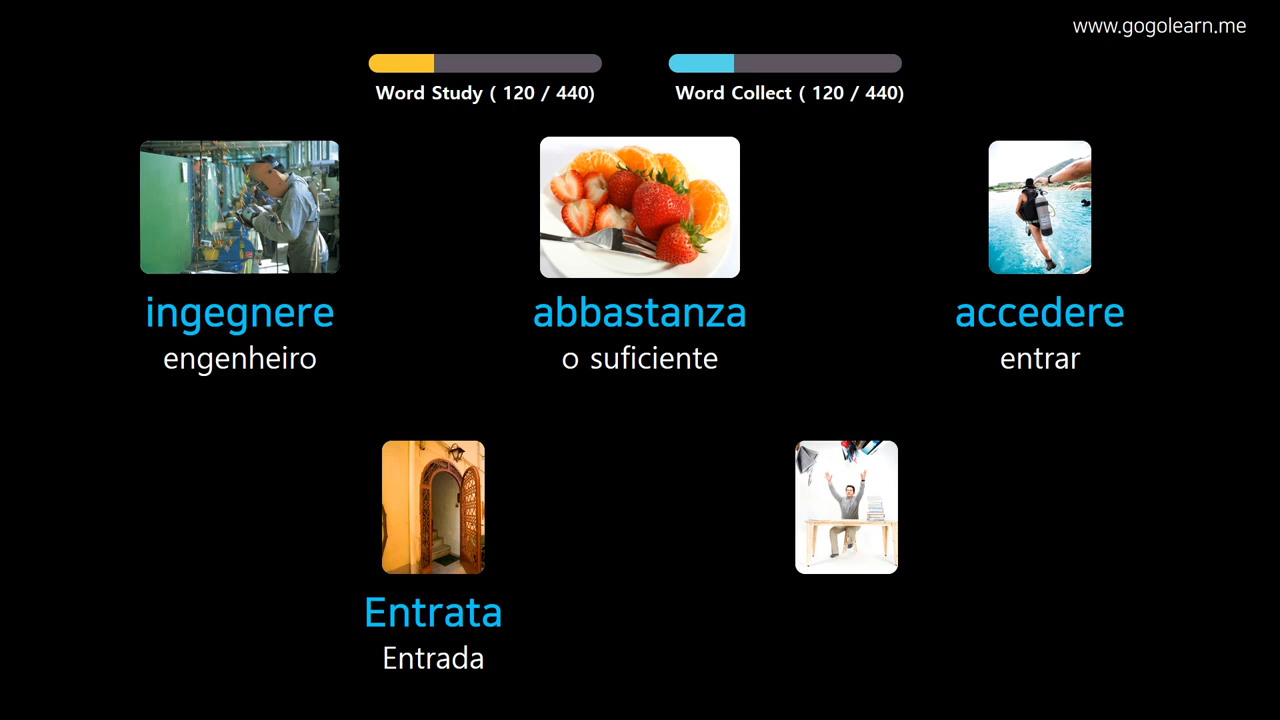 www.gogolearn.me
Word Study ( 120 / 440)
Word Collect ( 120 / 440)
ingegnere
engenheiro
abbastanza
o suficiente
accedere
entrar
Entrata
Entrada